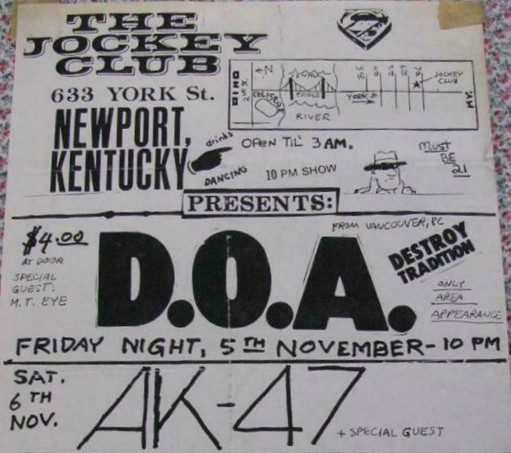 THE
JOCKEY
CLUB
633 YORK St.
NEWPORT,
KENTUCKY
OHIO
N
RIVER
YORK
JOCKEY
CLUB
KY.
drinks
DANCING
OPEN TIL' 3 AM.
10 PM SHOW
MUST
BE
21
PRESENTS:
$4.00
AT DOOR
SPECIAL
GUEST:
M.T. EYE
FROM VANCOUVER, BC
D.O.A.
DESTROY
TRADITION
ONLY
AREA
APPEARANCE
FRIDAY NIGHT, 5TH NOVEMBER - 10 PM
SAT.
6TH
NOV.
AK-47
+ SPECIAL GUEST